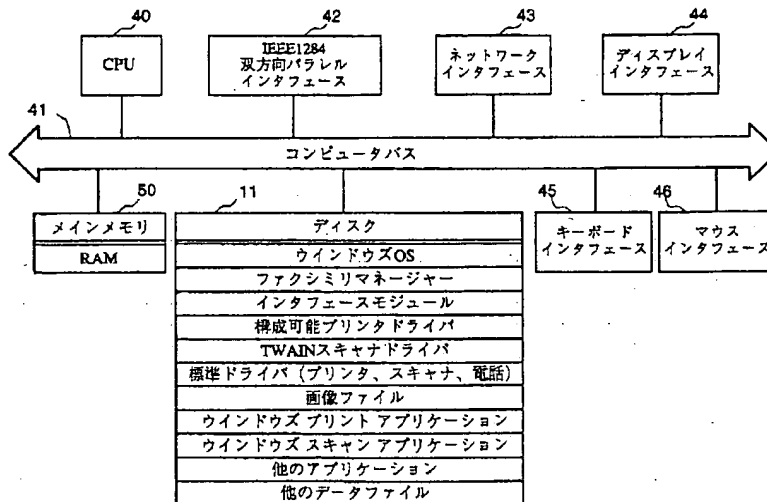 40
42
43
44
CPU
IEEE1284
双方向パラレル
インタフェース
ネットワーク
インタフェース
ディスプレイ
インタフェース
41
コンピュータバス
50
11
45
46
メインメモリ
RAM
ディスク
ウインドウズOS
ファクシミリマネージャー
インタフェースモジュール
構成可能プリンタドライバ
TWAINスキャナドライバ
標準ドライバ（プリンタ、スキャナ、電話）
画像ファイル
ウインドウズ プリント アプリケーション
ウインドウズ スキャン アプリケーション
他のアプリケーション
他のデータファイル
キーボード
インタフェース
マウス
インタフェース